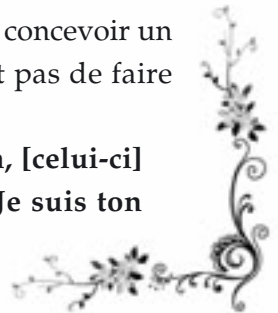 concevoir un
t pas de faire
, [celui-ci]
Je suis ton